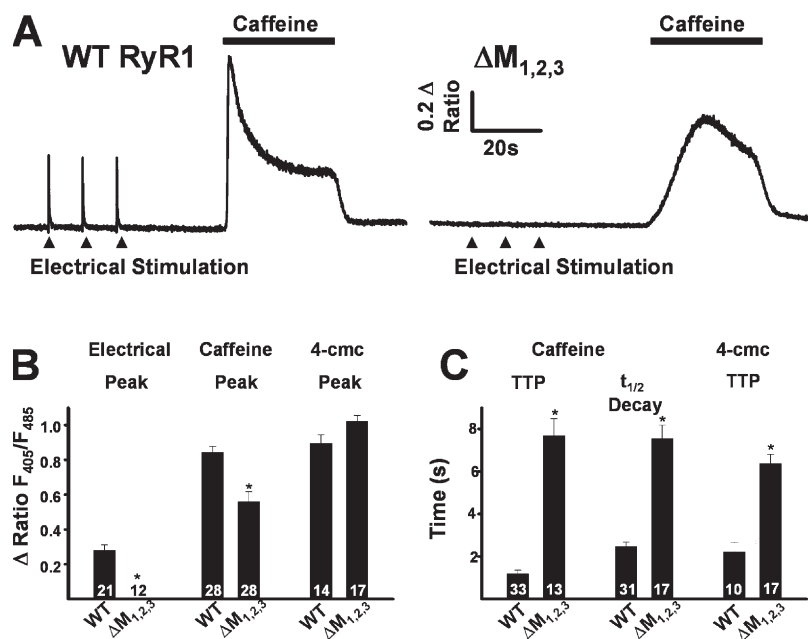 A
WT RyR1
Caffeine
Electrical Stimulation
0.2 Δ
Ratio
20s
ΔM1,2,3
Caffeine
Electrical Stimulation
B
Electrical
Peak
Caffeine
Peak
4-cmc
Peak
Δ Ratio F405/F485
1.0
0.8
0.6
0.4
0.2
*
*
21
12
28
28
14
17
WT
ΔM1,2,3
WT
ΔM1,2,3
WT
ΔM1,2,3
C
Caffeine
4-cmc
TTP
t1/2
Decay
TTP
Time (s)
8
6
4
2
*
*
*
33
13
31
17
10
17
WT
ΔM1,2,3
WT
ΔM1,2,3
WT
ΔM1,2,3